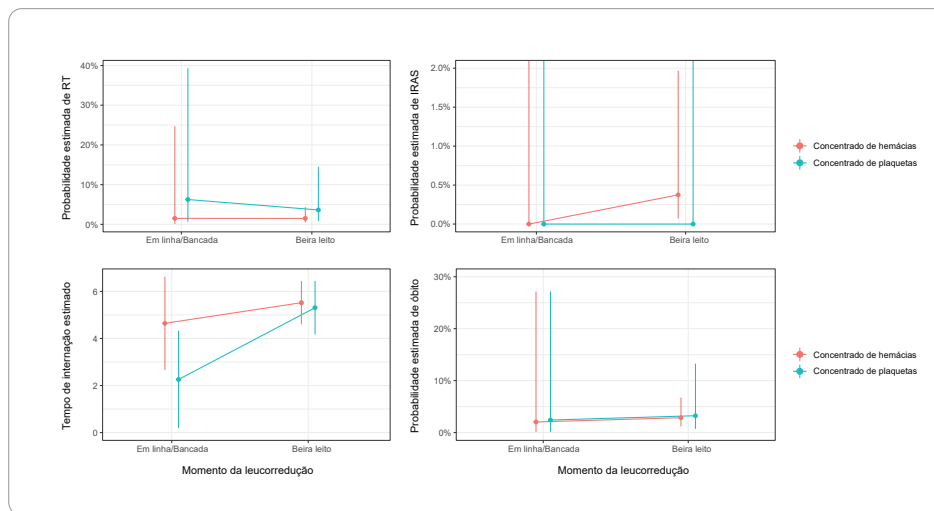 Probabilidade estimada de RT
40%
30%
20%
10%
0%
Em linha/Bancada
Beira leito
Probabilidade estimada de IRAS
2.0%
1.5%
1.0%
0.5%
0.0%
Em linha/Bancada
Beira leito
Concentrado de hemácias
Concentrado de plaquetas
Tempo de internação estimado
6
4
2
0
Em linha/Bancada
Beira leito
Momento da leucorredução
Probabilidade estimada de óbito
30%
20%
10%
0%
Em linha/Bancada
Beira leito
Momento da leucorredução
Concentrado de hemácias
Concentrado de plaquetas